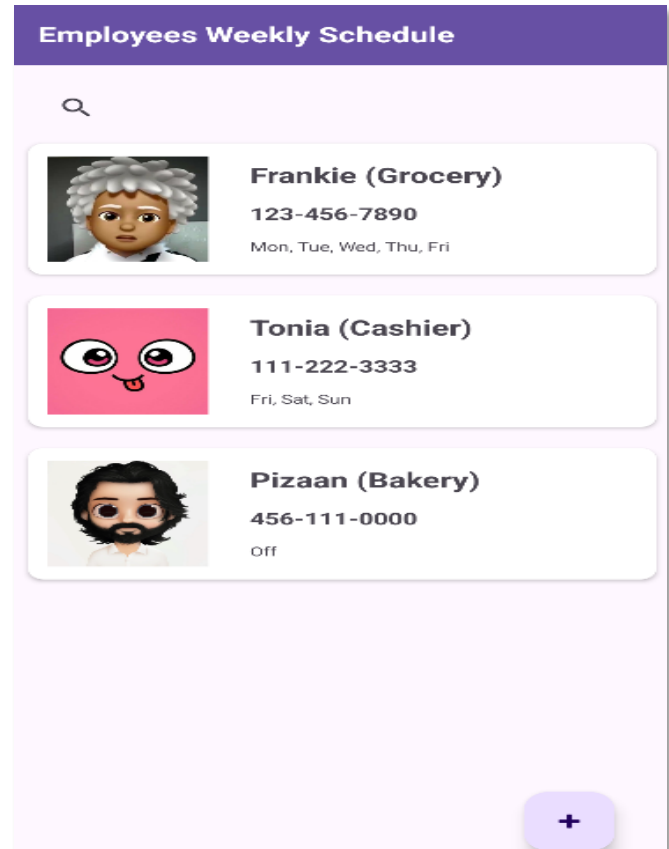 Employees Weekly Schedule
Frankie (Grocery)
123-456-7890
Mon, Tue, Wed, Thu, Fri
Tonia (Cashier)
111-222-3333
Fri, Sat, Sun
Pizaan (Bakery)
456-111-0000
Off
+